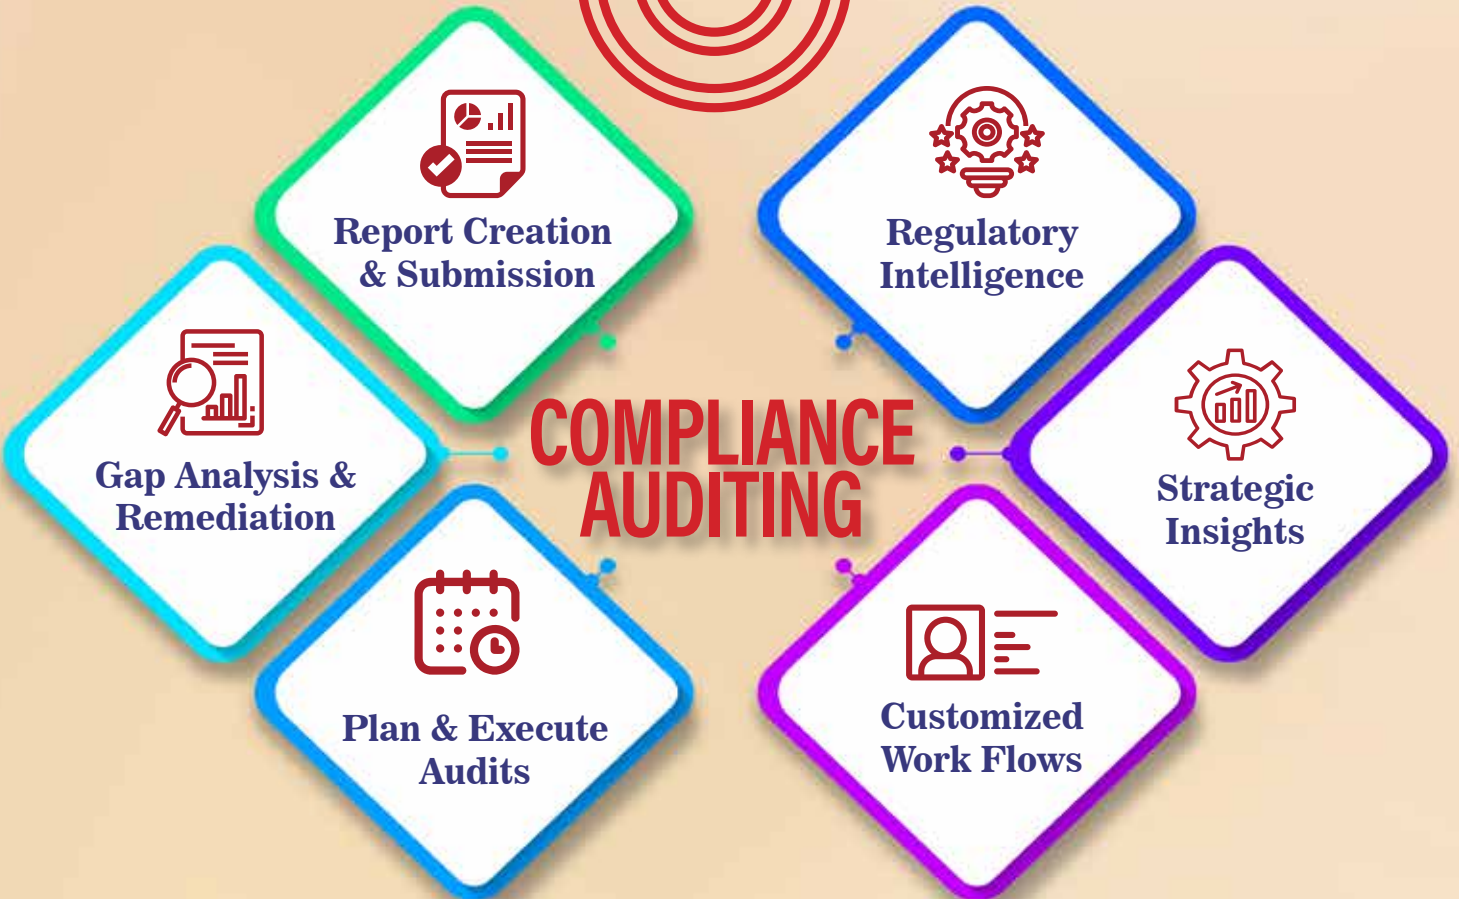 Report Creation
& Submission
Regulatory
Intelligence
Gap Analysis &
Remediation
COMPLIANCE
AUDITING
Strategic
Insights
Plan & Execute
Audits
Customized
Work Flows